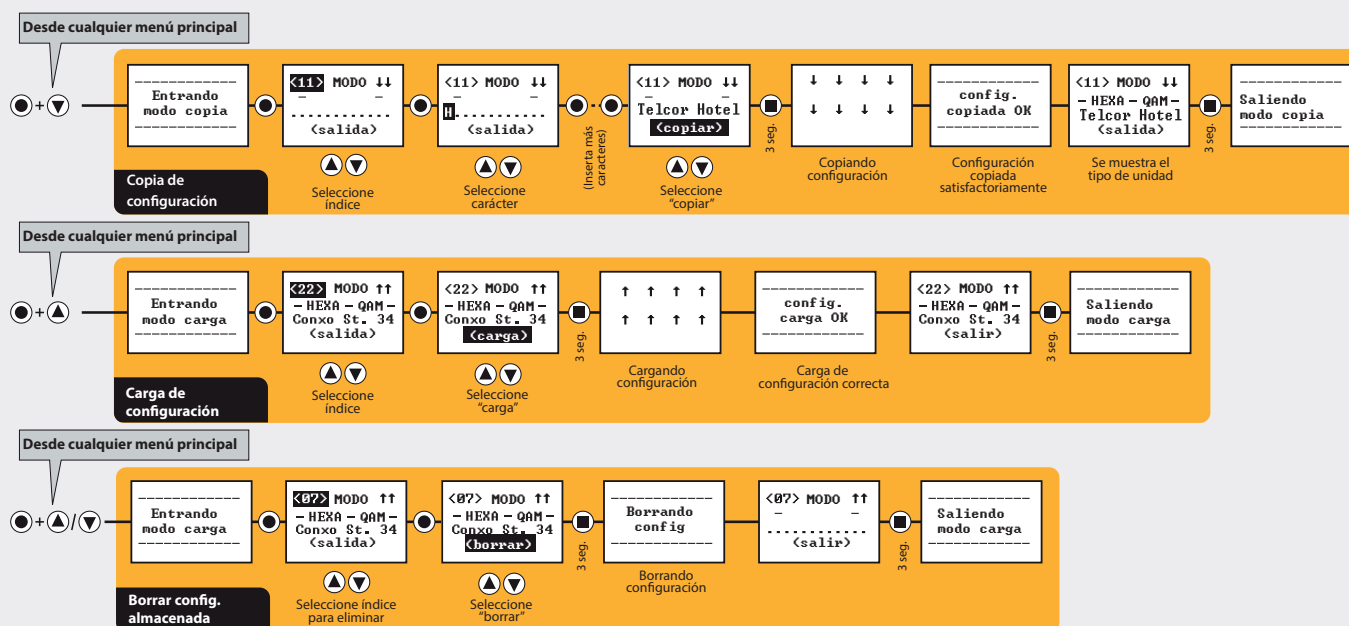 Desde cualquier menú principal
+
------------
Entrando
modo copia
------------
<11> MODO ↓↓
– –
............
(salida)
Seleccione
índice
<11> MODO ↓↓
– –
H...........
(salida)
Seleccione
carácter
(Inserta más
caracteres)
<11> MODO ↓↓
– –
Telcor Hotel
(copiar)
Seleccione
“copiar”
3 seg.
↓ ↓ ↓ ↓
↓ ↓ ↓ ↓
Copiando
configuración
------------
config.
copiada OK
------------
Configuración
copiada
satisfactoriamente
<11> MODO ↓↓
– HEXA – QAM –
Telcor Hotel
(salida)
Se muestra el
tipo de unidad
3 seg.
------------
Saliendo
modo copia
------------
Copia de
configuración
Desde cualquier menú principal
+
------------
Entrando
modo carga
------------
<22> MODO ↑↑
– HEXA – QAM –
Conxo St. 34
(salida)
Seleccione
índice
<22> MODO ↑↑
– HEXA – QAM –
Conxo St. 34
(carga)
Seleccione
“carga”
3 seg.
↑ ↑ ↑ ↑
↑ ↑ ↑ ↑
Cargando
configuración
------------
config.
carga OK
------------
Carga de
configuración correcta
<22> MODO ↑↑
– HEXA – QAM –
Conxo St. 34
(salir)
3 seg.
------------
Saliendo
modo carga
------------
Carga de
configuración
Desde cualquier menú principal
+ /
------------
Entrando
modo carga
------------
<07> MODO ↑↑
– HEXA – QAM –
Conxo St. 34
(salida)
Seleccione índice
para eliminar
<07> MODO ↑↑
– HEXA – QAM –
Conxo St. 34
(borrar)
Seleccione
“borrar”
3 seg.
------------
Borrando
config
------------
Borrando
configuración
<07> MODO ↑↑
– –
............
(salir)
3 seg.
------------
Saliendo
modo carga
------------
Borrar config.
almacenada